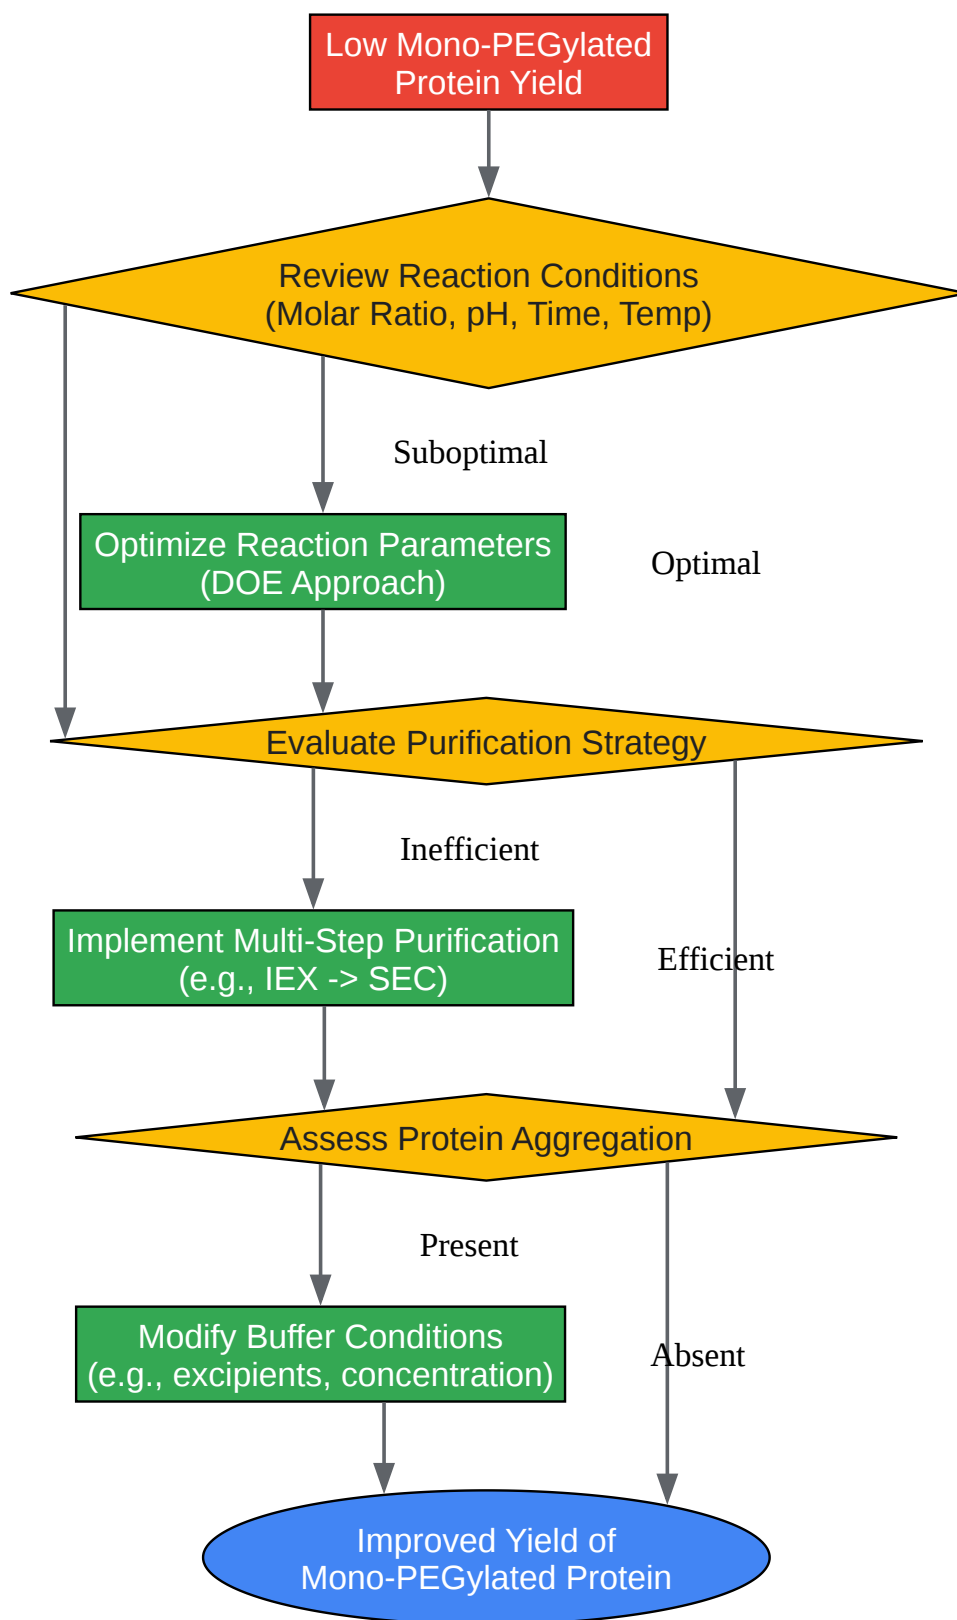 Low Mono-PEGylated
Protein Yield
Review Reaction Conditions
(Molar Ratio, pH, Time, Temp)
Suboptimal
Optimize Reaction Parameters
(DOE Approach)
Optimal
Evaluate Purification Strategy
Inefficient
Implement Multi-Step Purification
(e.g., IEX -> SEC)
Efficient
Assess Protein Aggregation
Present
Modify Buffer Conditions
(e.g., excipients, concentration)
Absent
Improved Yield of
Mono-PEGylated Protein